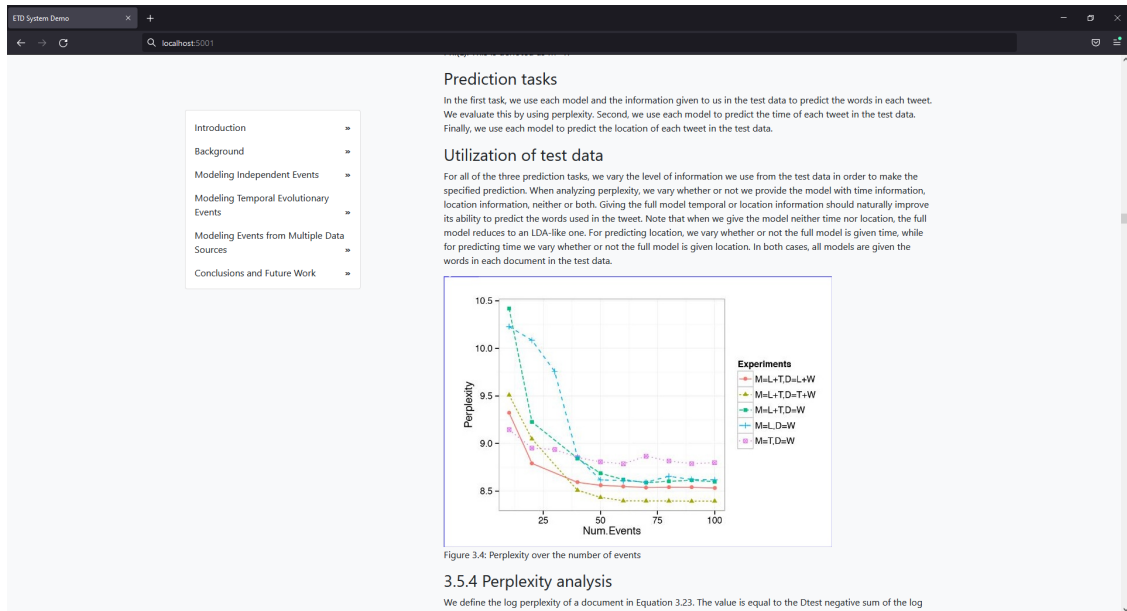 ETD System Demo
localhost:5001
Introduction »
Background »
Modeling Independent Events »
Modeling Temporal Evolutionary
Events »
Modeling Events from Multiple Data
Sources »
Conclusions and Future Work »
Prediction tasks
In the first task, we use each model and the information given to us in the test data to predict the words in each tweet.
We evaluate this by using perplexity. Second, we use each model to predict the time of each tweet in the test data.
Finally, we use each model to predict the location of each tweet in the test data.
Utilization of test data
For all of the three prediction tasks, we vary the level of information we use from the test data in order to make the
specified prediction. When analyzing perplexity, we vary whether or not we provide the model with time information,
location information, neither or both. Giving the full model temporal or location information should naturally improve
its ability to predict the words used in the tweet. Note that when we give the model neither time nor location, the full
model reduces to an LDA-like one. For predicting location, we vary whether or not the full model is given time, while
for predicting time we vary whether or not the full model is given location. In both cases, all models are given the
words in each document in the test data.
10.5
10.0
9.5
9.0
8.5
Perplexity
25 50 75 100
Num.Events
Experiments
M=L+T,D=L+W
M=L+T,D=T+W
M=L+T,D=W
M=L,D=W
M=T,D=W
Figure 3.4: Perplexity over the number of events
3.5.4 Perplexity analysis
We define the log perplexity of a document in Equation 3.23. The value is equal to the Dtest negative sum of the log